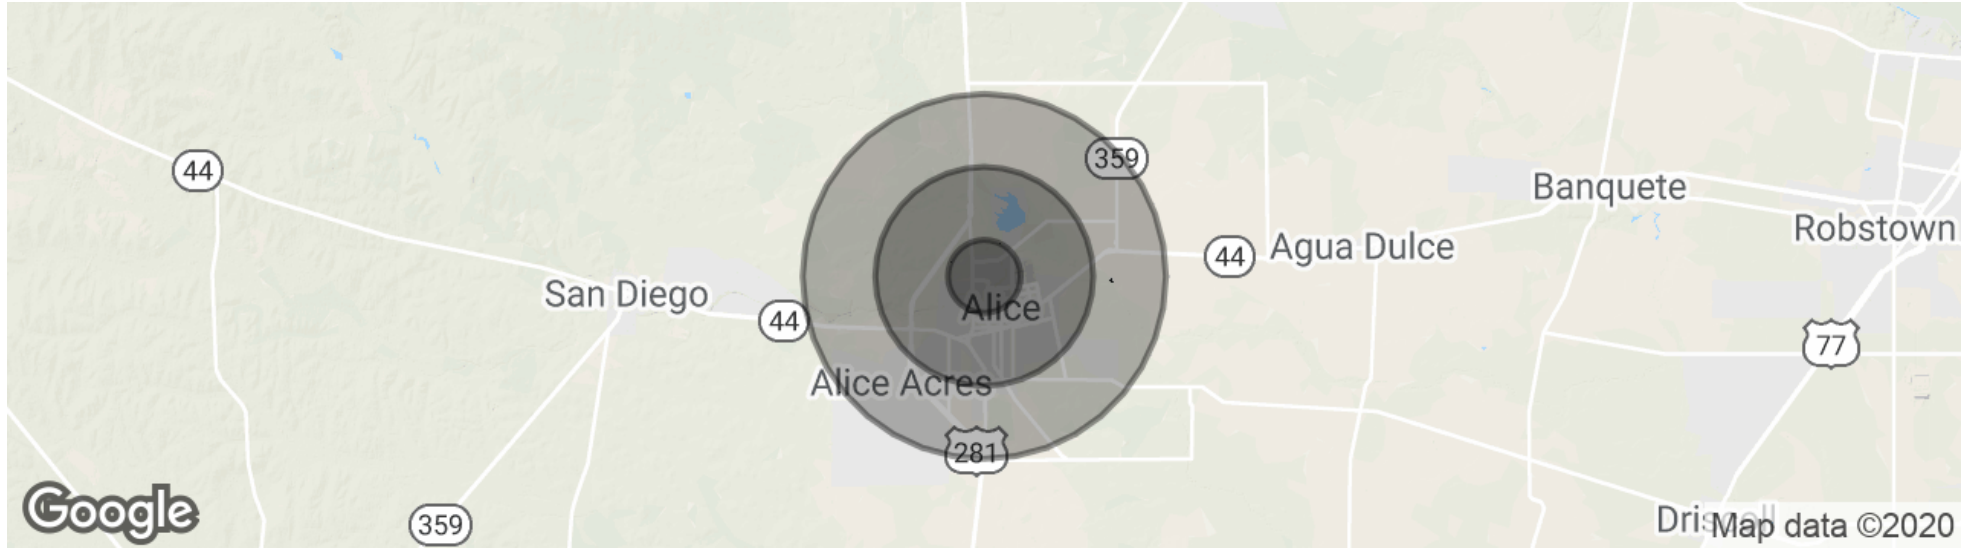 359
44
Banquete
Robstown
44
Agua Dulce
San Diego
44
Alice
77
Alice Acres
281
Google
359
Driscoll
Map data ©2020